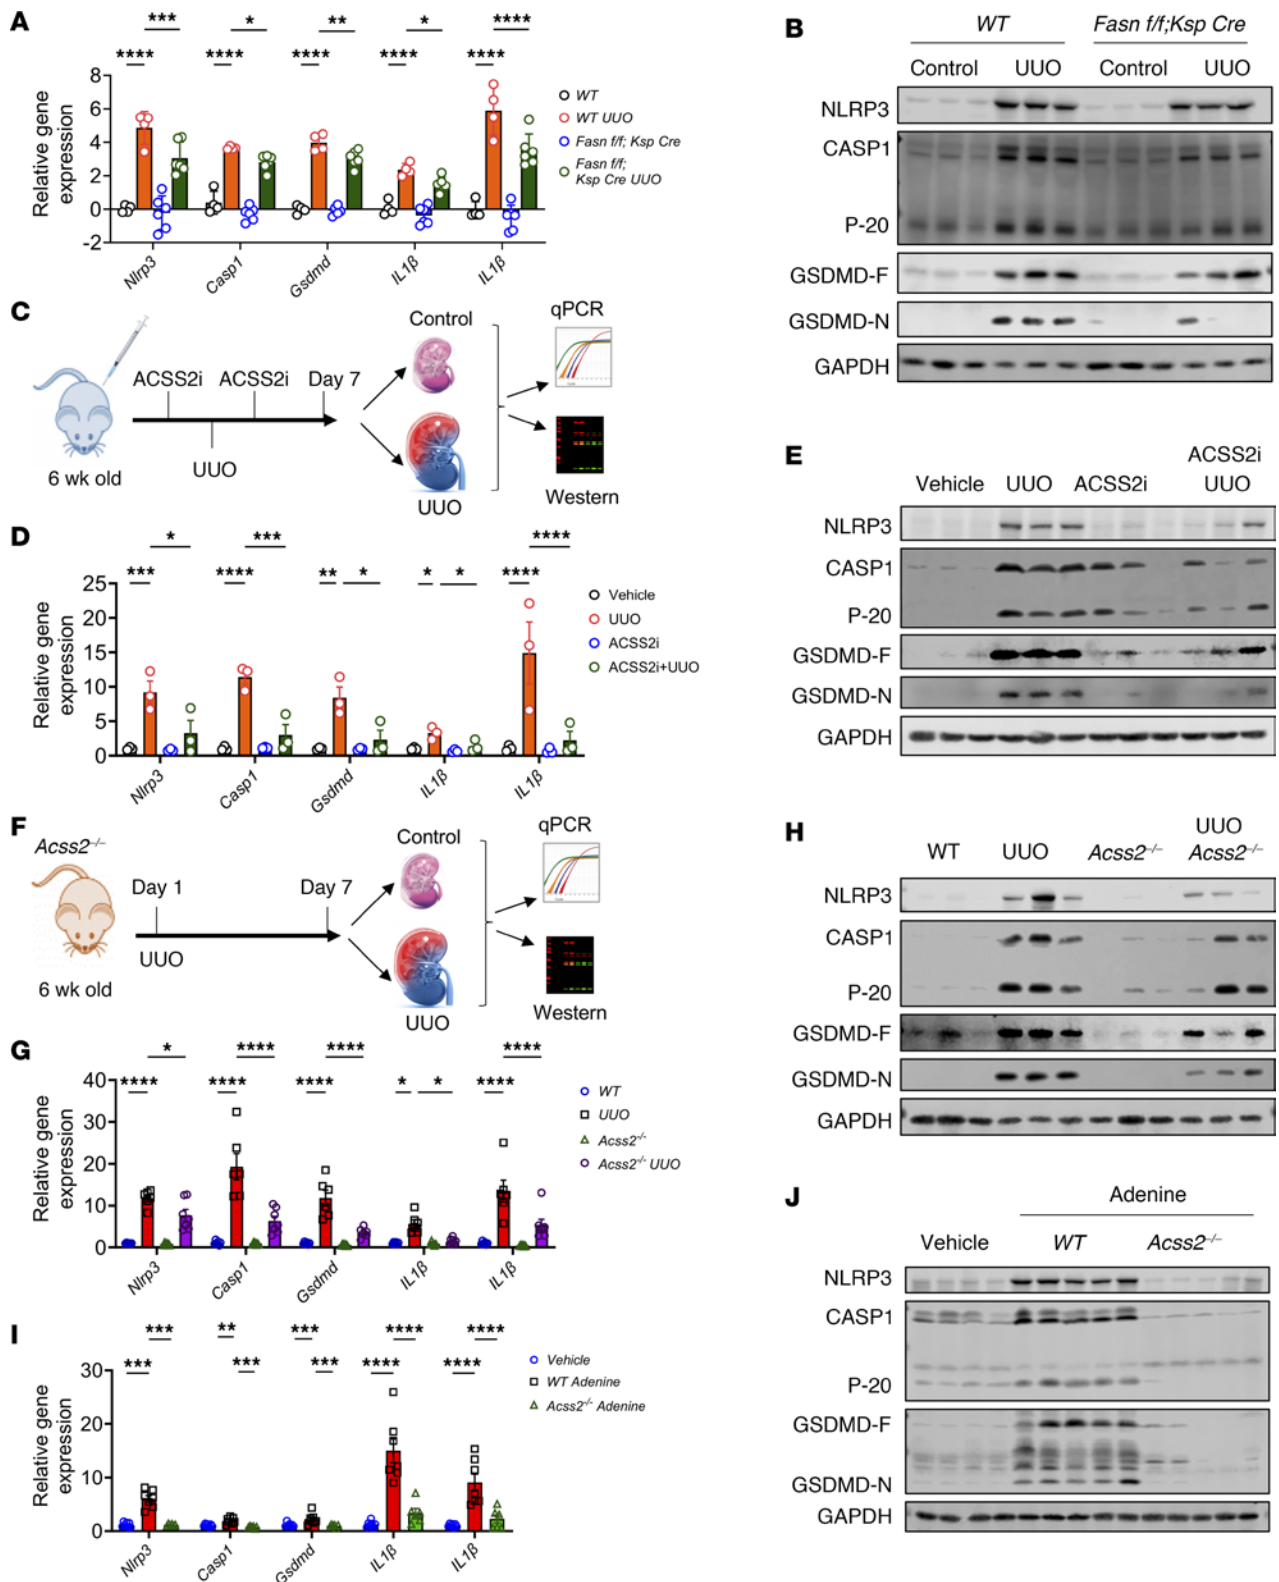 A
*** * ** * ****
**** **** **** **** ****
Relative gene
expression
8
6
4
2
0
-2
Nlrp3 Casp1 Gsdmd IL1β IL1β
WT
WT UUO
Fasn f/f; Ksp Cre
Fasn f/f;
Ksp Cre UUO
B
WT Fasn f/f;Ksp Cre
Control UUO Control UUO
NLRP3
CASP1
P-20
GSDMD-F
GSDMD-N
GAPDH
C
6 wk old
ACSS2i ACSS2i Day 7
UUO
Control
UUO
qPCR
Western
D
* *** ****
*** **** ** * * * ****
Relative gene
expression
25
20
15
10
5
0
Nlrp3 Casp1 Gsdmd IL1β IL1β
Vehicle
UUO
ACSS2i
ACSS2i+UUO
E
ACSS2i
Vehicle UUO ACSS2i UUO
NLRP3
CASP1
P-20
GSDMD-F
GSDMD-N
GAPDH
F
Acss2-/-
6 wk old
Day 1 Day 7
UUO
Control
UUO
qPCR
Western
G
* **** **** ****
**** **** **** * * ****
Relative gene
expression
40
30
20
10
0
Nlrp3 Casp1 Gsdmd IL1β IL1β
WT
UUO
Acss2-/-
Acss2-/- UUO
H
UUO
WT UUO Acss2-/- Acss2-/-
NLRP3
CASP1
P-20
GSDMD-F
GSDMD-N
GAPDH
I
*** ** *** **** ****
*** *** *** **** ****
Relative gene
expression
30
20
10
0
Nlrp3 Casp1 Gsdmd IL1β IL1β
Vehicle
WT Adenine
Acss2-/- Adenine
J
Adenine
Vehicle WT Acss2-/-
NLRP3
CASP1
P-20
GSDMD-F
GSDMD-N
GAPDH